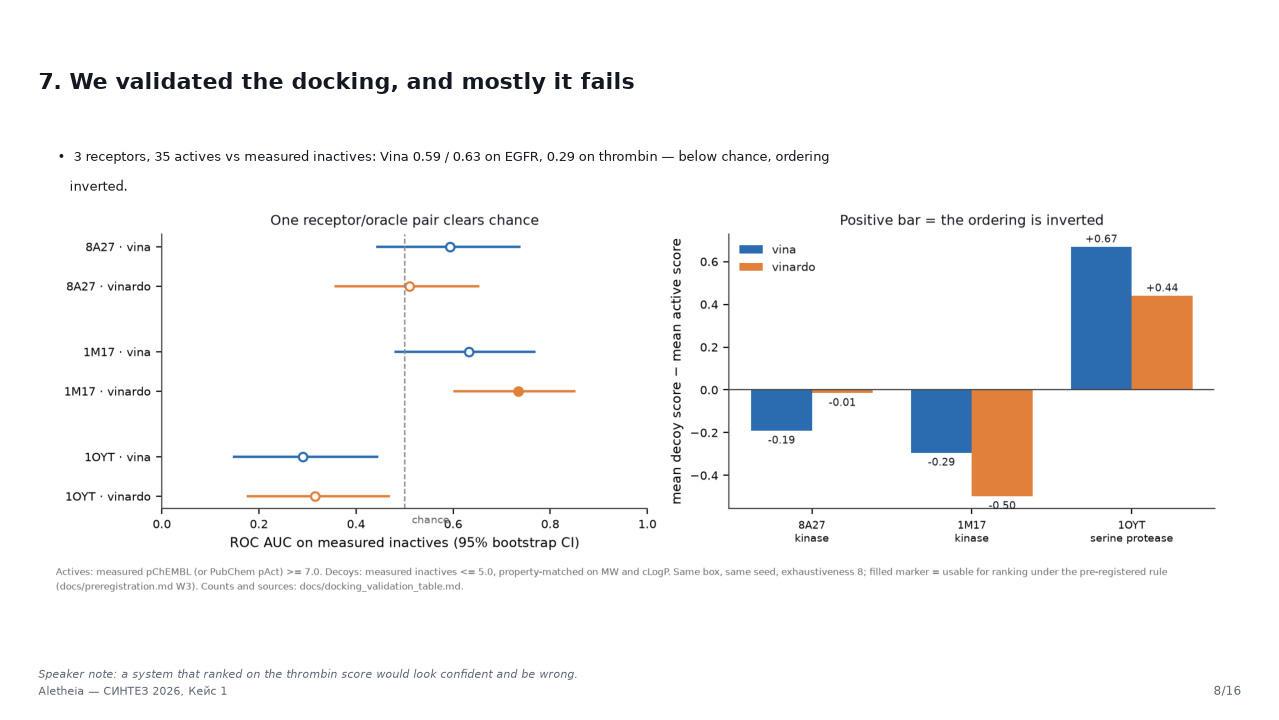 7. We validated the docking, and mostly it fails
• 3 receptors, 35 actives vs measured inactives: Vina 0.59 / 0.63 on EGFR, 0.29 on thrombin — below chance, ordering
inverted.
One receptor/oracle pair clears chance
8A27 · vina
8A27 · vinardo
1M17 · vina
1M17 · vinardo
1OYT · vina
1OYT · vinardo
chance
0.0 0.2 0.4 0.6 0.8 1.0
ROC AUC on measured inactives (95% bootstrap CI)
Positive bar = the ordering is inverted
mean decoy score − mean active score
0.6
0.4
0.2
0.0
−0.2
−0.4
vina
vinardo
-0.19
-0.01
-0.29
-0.50
+0.67
+0.44
8A27
kinase
1M17
kinase
1OYT
serine protease
Actives: measured pChEMBL (or PubChem pAct) >= 7.0. Decoys: measured inactives <= 5.0, property-matched on MW and cLogP. Same box, same seed, exhaustiveness 8; filled marker = usable for ranking under the pre-registered rule
(docs/preregistration.md W3). Counts and sources: docs/docking_validation_table.md.
Speaker note: a system that ranked on the thrombin score would look confident and be wrong.
Aletheia — СИНТЕЗ 2026, Кейс 1
8/16